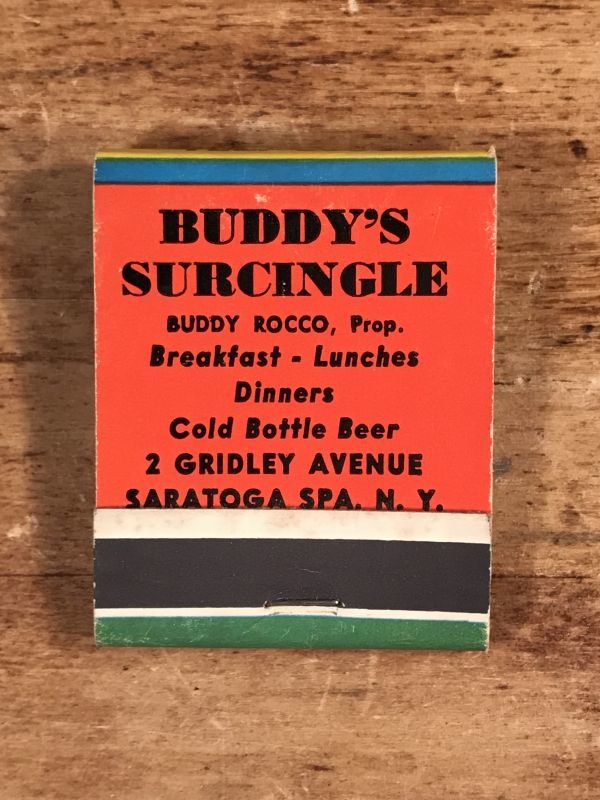 BUDDY'S
SURCINGLE
BUDDY ROCCO, Prop.
Breakfast - Lunches
Dinners
Cold Bottle Beer
2 GRIDLEY AVENUE
SARATOGA SPA, N. Y.